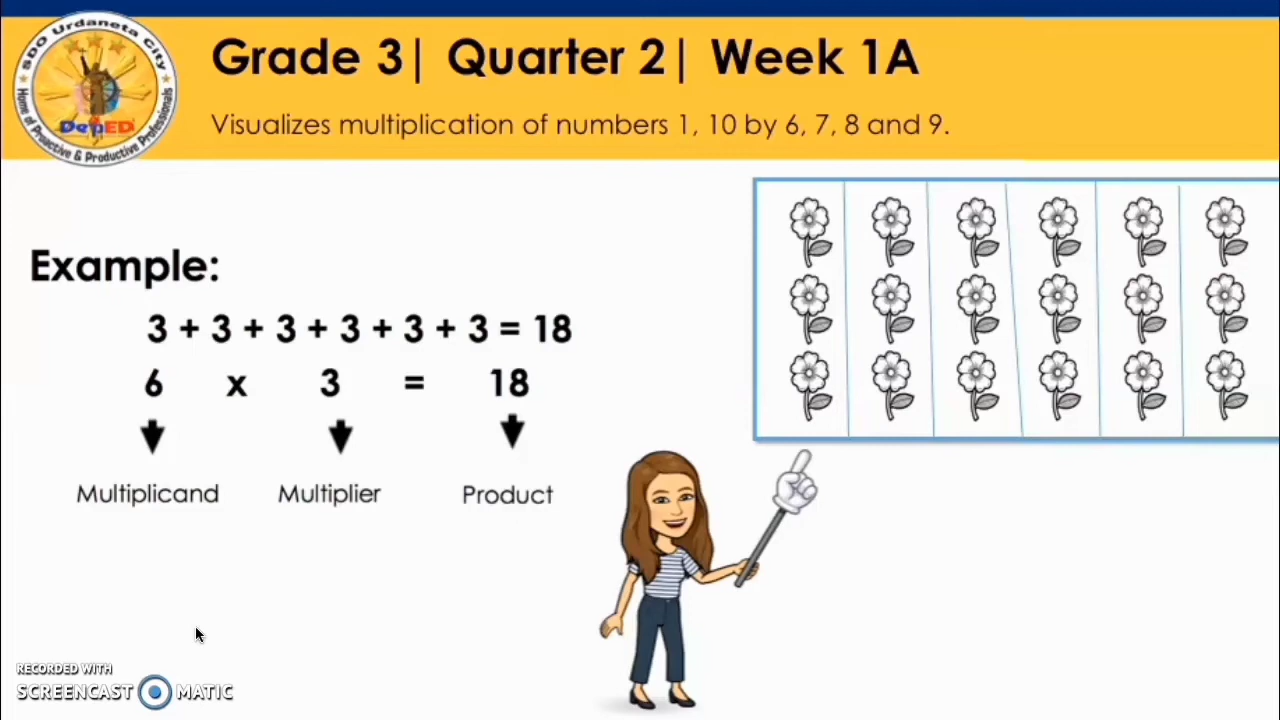 SDO Urdaneta City
Home of Proactive & Productive Professionals
DepED
Grade 3| Quarter 2| Week 1A
Visualizes multiplication of numbers 1, 10 by 6, 7, 8 and 9.
Example:
3 + 3 + 3 + 3 + 3 + 3 = 18
6 x 3 = 18
Multiplicand Multiplier Product
RECORDED WITH
SCREENCAST MATIC